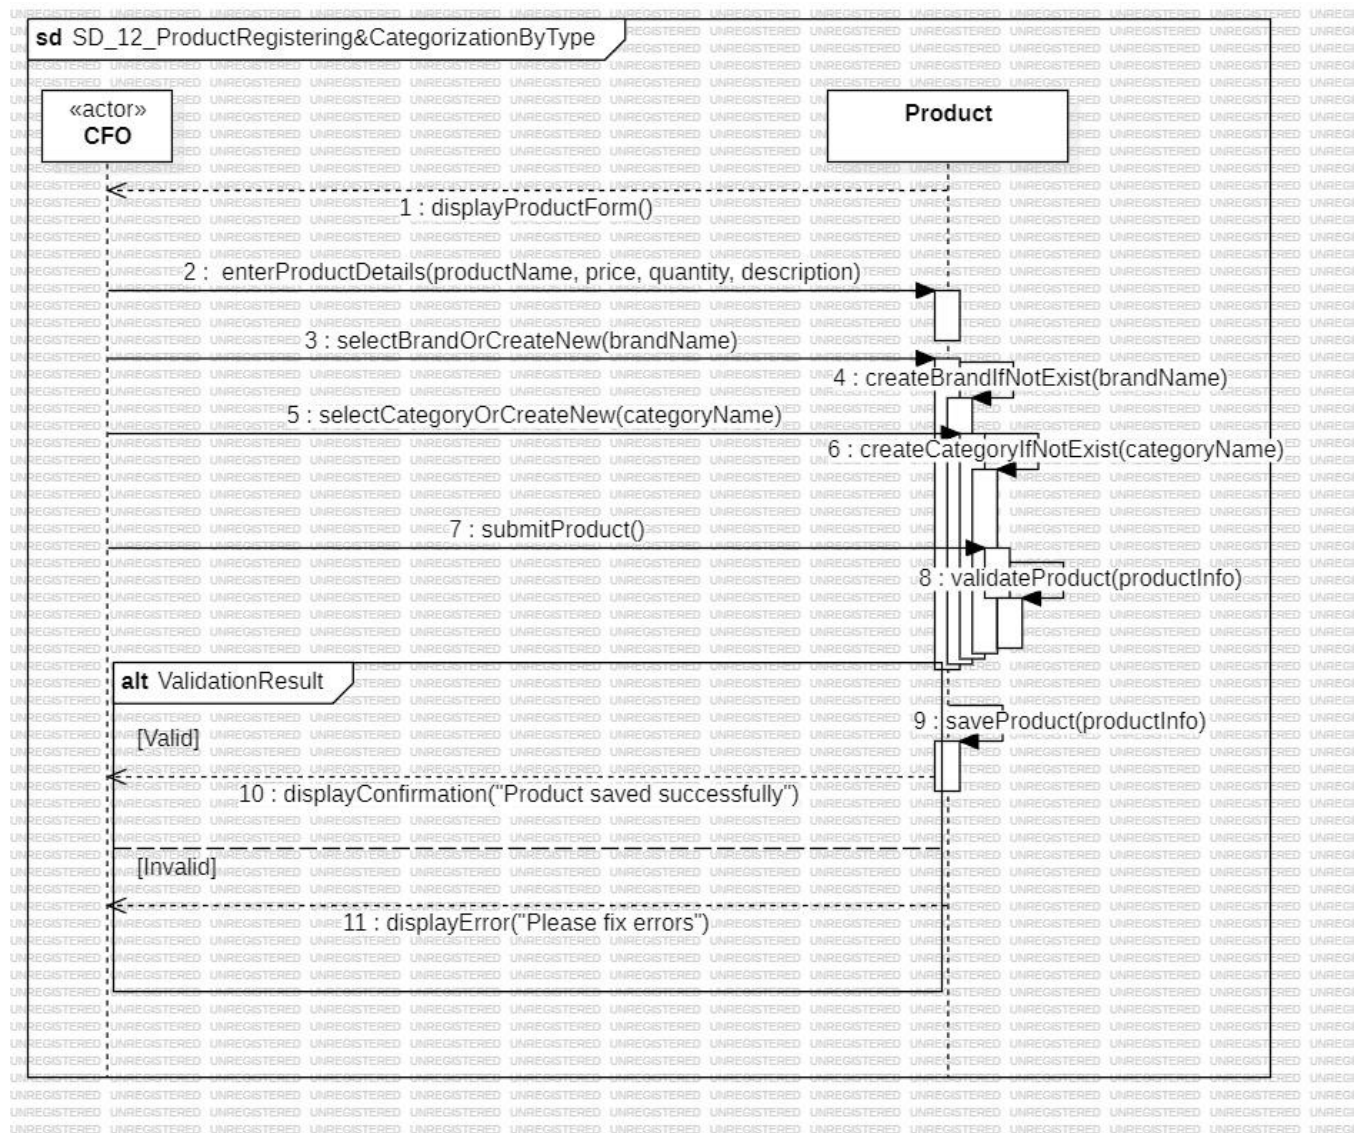 sd SD_12_ProductRegistering&CategorizationByType
«actor»
CFO
Product
1 : displayProductForm()
2 : enterProductDetails(productName, price, quantity, description)
3 : selectBrandOrCreateNew(brandName)
4 : createBrandIfNotExist(brandName)
5 : selectCategoryOrCreateNew(categoryName)
6 : createCategoryIfNotExist(categoryName)
7 : submitProduct()
8 : validateProduct(productInfo)
alt ValidationResult
9 : saveProduct(productInfo)
[Valid]
10 : displayConfirmation("Product saved successfully")
[Invalid]
11 : displayError("Please fix errors")
UNREGISTERED